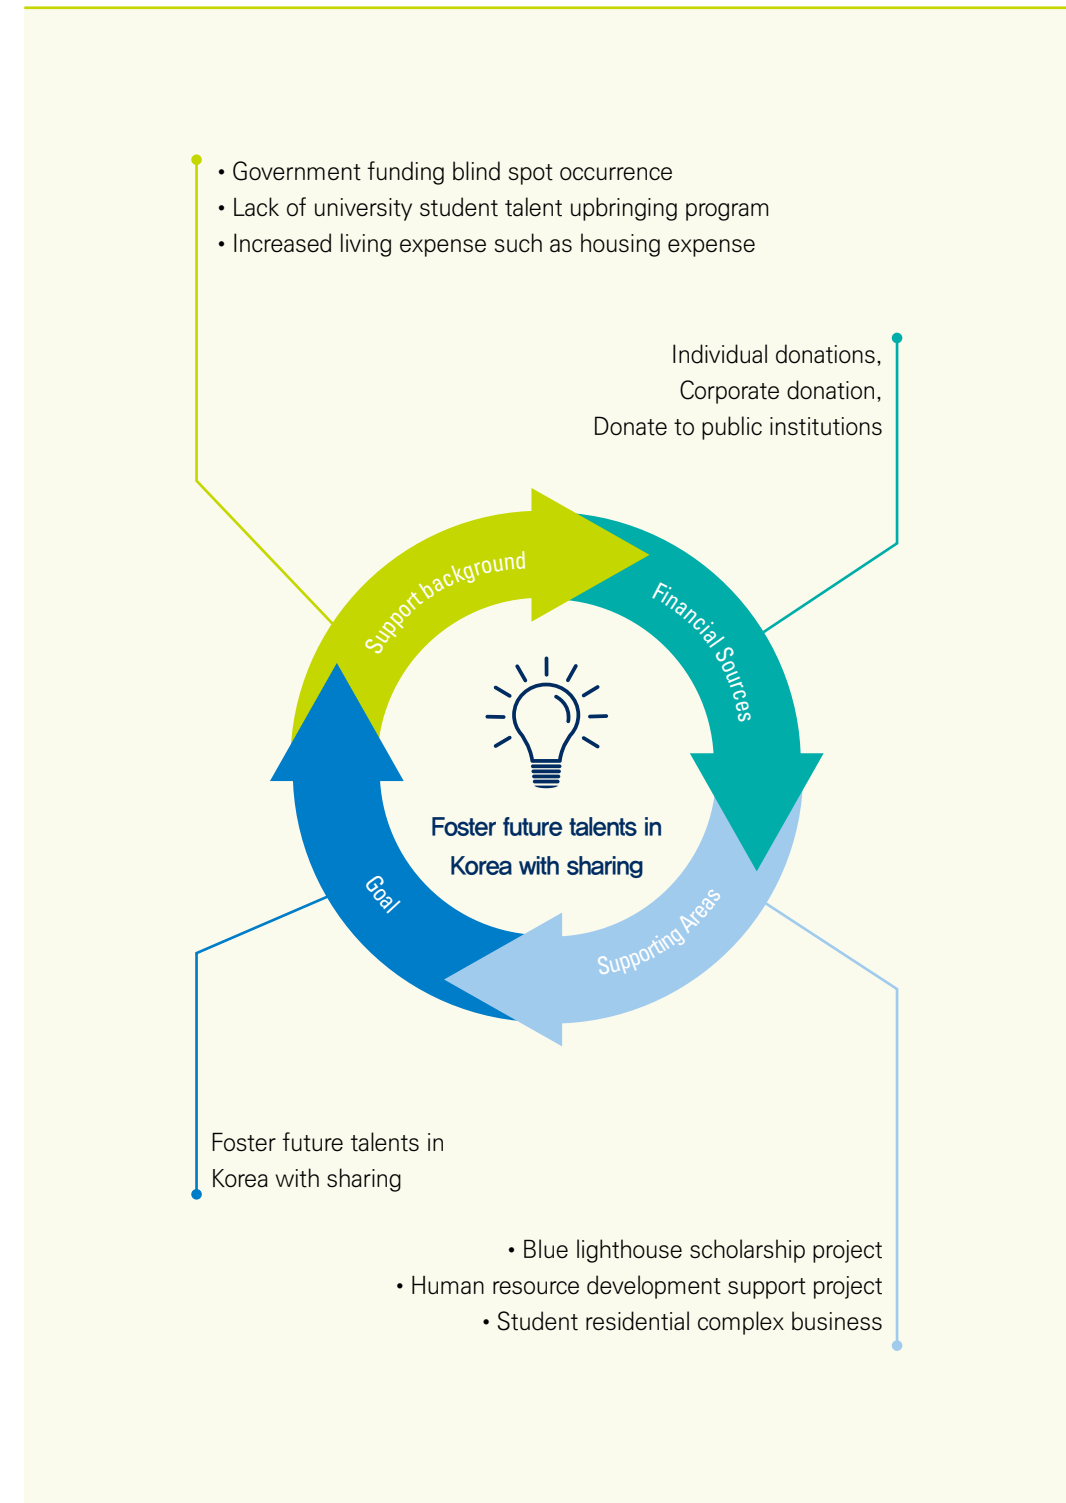 • Government funding blind spot occurrence
• Lack of university student talent upbringing program
• Increased living expense such as housing expense
Individual donations,
Corporate donation,
Donate to public institutions
Support background
Financial Sources
Foster future talents in
Korea with sharing
Goal
Supporting Areas
Foster future talents in
Korea with sharing
• Blue lighthouse scholarship project
• Human resource development support project
• Student residential complex business